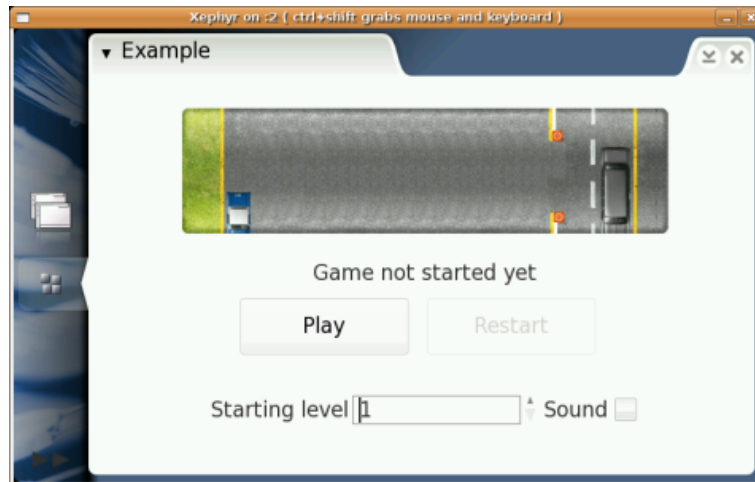 Xephyr on :2 ( ctrl+shift grabs mouse and keyboard )
Example
Game not started yet
Play Restart
Starting level 1 Sound